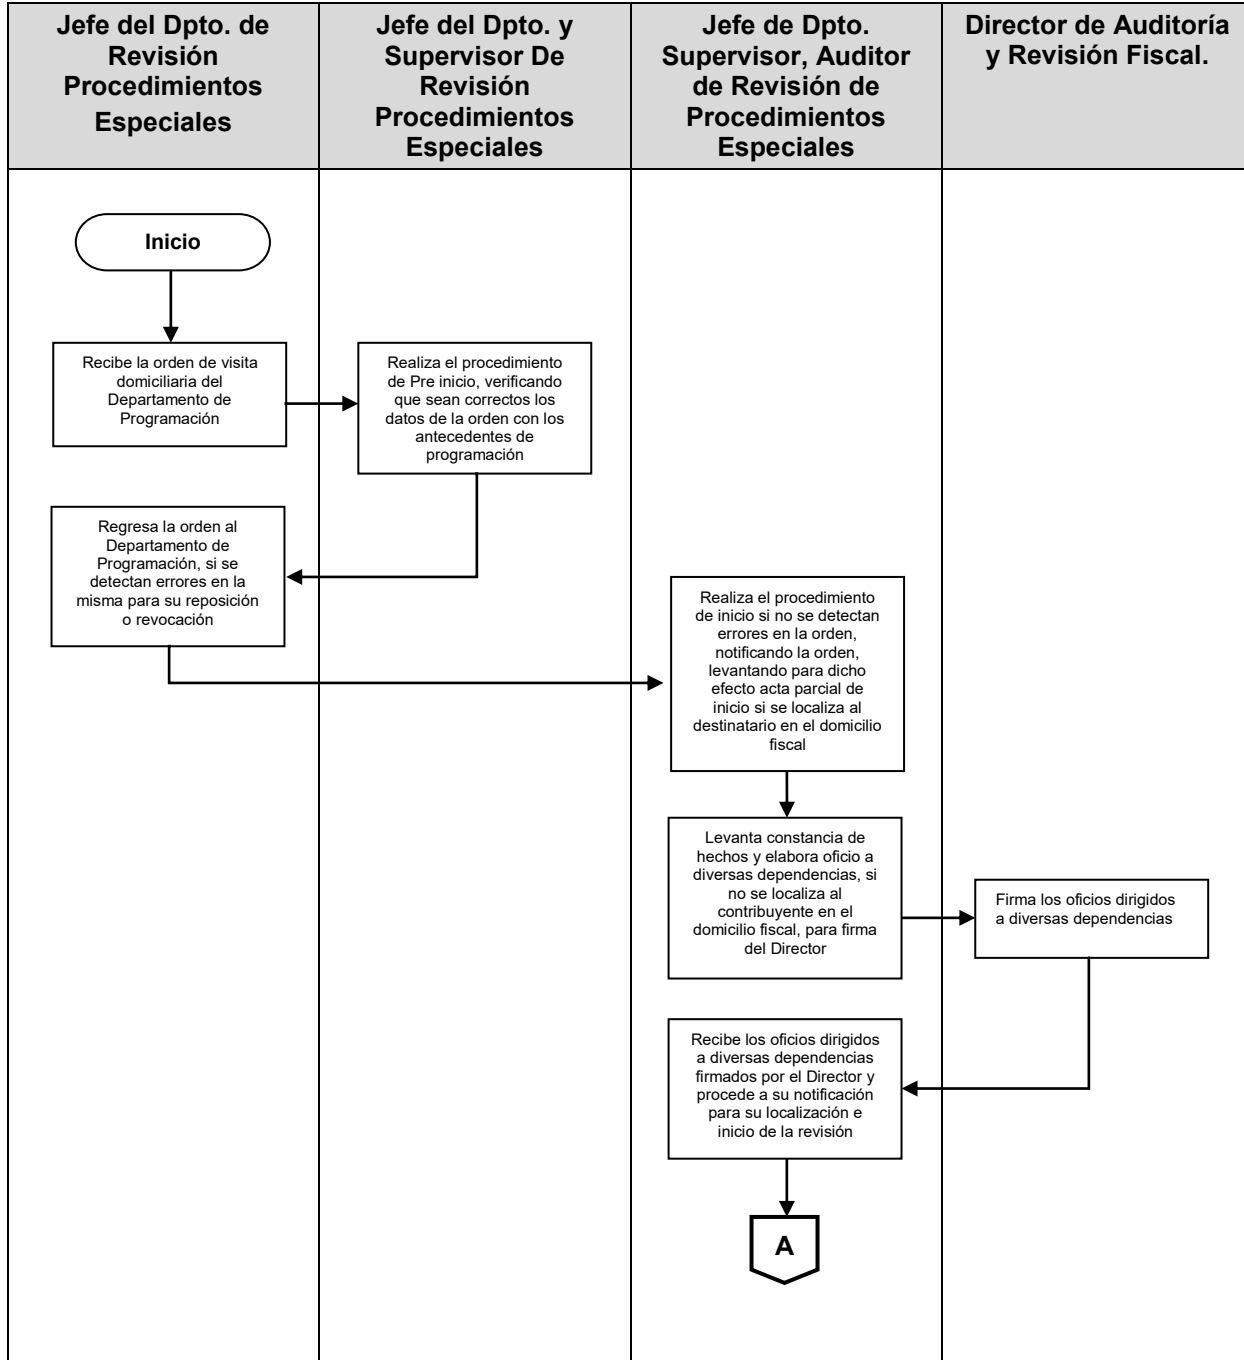 Jefe del Dpto. de
Revisión
Procedimientos
Especiales
Jefe del Dpto. y
Supervisor De
Revisión
Procedimientos
Especiales
Jefe de Dpto.
Supervisor, Auditor
de Revisión de
Procedimientos
Especiales
Director de Auditoría
y Revisión Fiscal.
Inicio
Recibe la orden de visita
domiciliaria del
Departamento de
Programación
Realiza el procedimiento
de Pre inicio, verificando
que sean correctos los
datos de la orden con los
antecedentes de
programación
Regresa la orden al
Departamento de
Programación, si se
detectan errores en la
misma para su reposición
o revocación
Realiza el procedimiento
de inicio si no se detectan
errores en la orden,
notificando la orden,
levantando para dicho
efecto acta parcial de
inicio si se localiza al
destinatario en el domicilio
fiscal
Levanta constancia de
hechos y elabora oficio a
diversas dependencias, si
no se localiza al
contribuyente en el
domicilio fiscal, para firma
del Director
Firma los oficios dirigidos
a diversas dependencias
Recibe los oficios dirigidos
a diversas dependencias
firmados por el Director y
procede a su notificación
para su localización e
inicio de la revisión
A